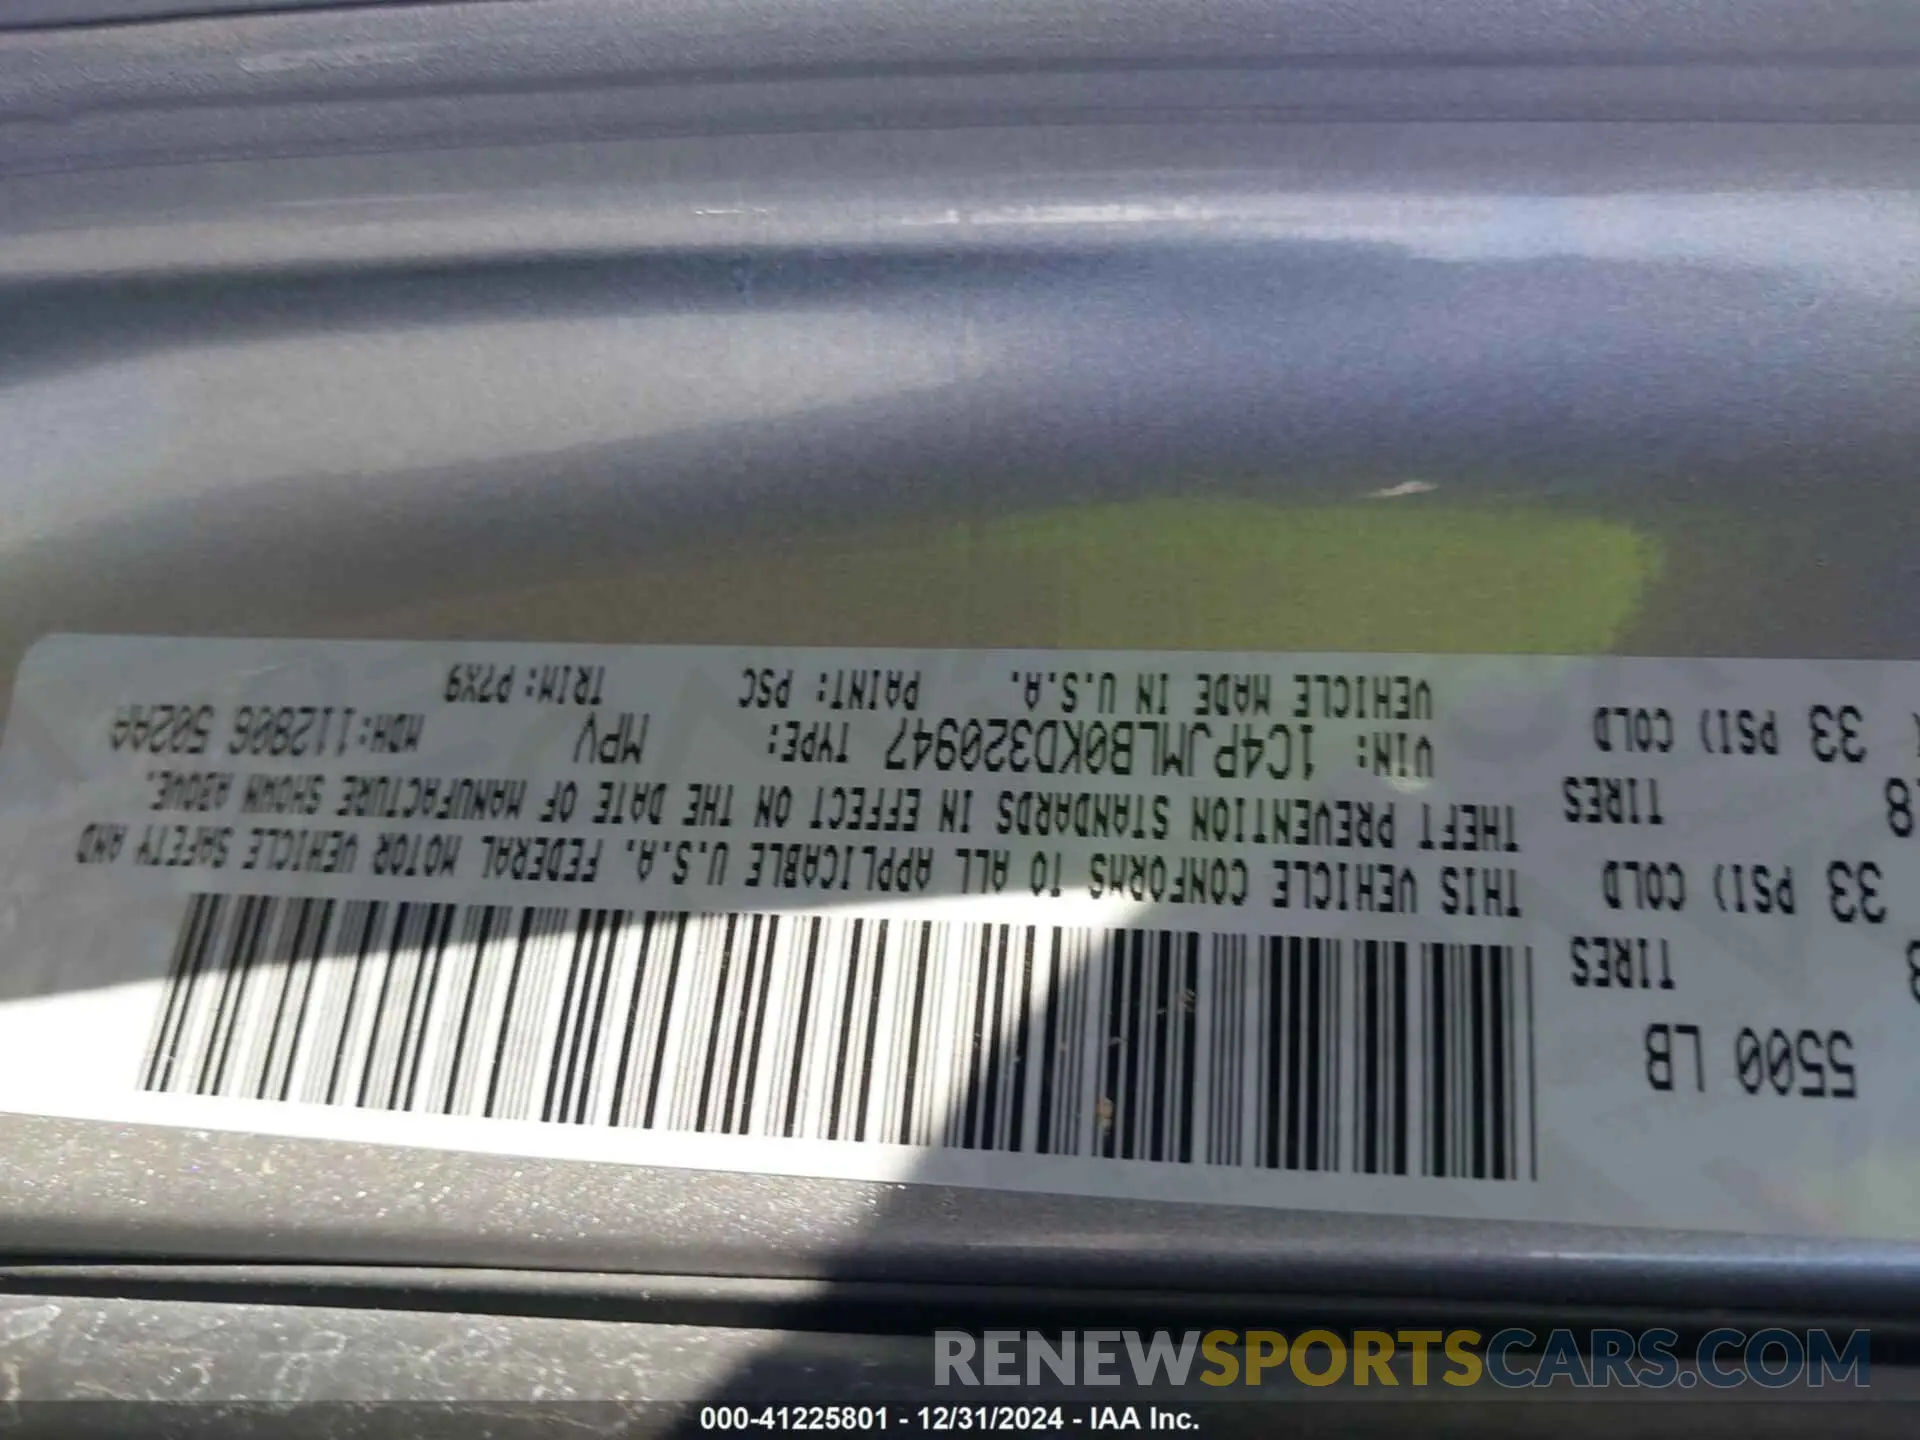 5500 LB
TIRES
33 PSI) COLD
TIRES
33 PSI) COLD
THIS VEHICLE CONFORMS TO ALL APPLICABLE U.S.A. FEDERAL MOTOR VEHICLE SAFETY AND
THEFT PREVENTION STANDARDS IN EFFECT ON THE DATE OF MANUFACTURE SHOWN ABOVE.
VIN: 1C4PJMLB0KD320947 TYPE: MPV MDH:112806 502AA
VEHICLE MADE IN U.S.A. PAINT: PSC TRIM:P7X9
RENEWSPORTSCARS.COM
000-41225801 - 12/31/2024 - IAA Inc.